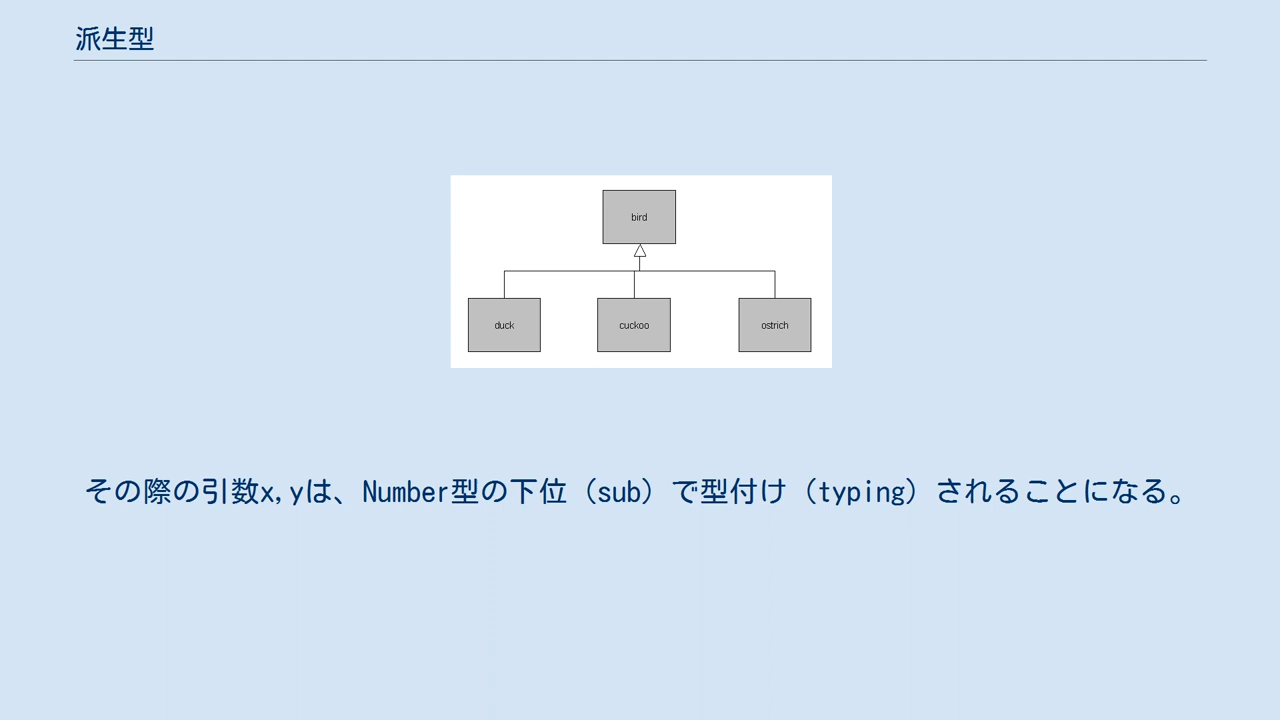 派生型
bird
duck
cuckoo
ostrich
その際の引数x,yは、Number型の下位（sub）で型付け（typing）されることになる。